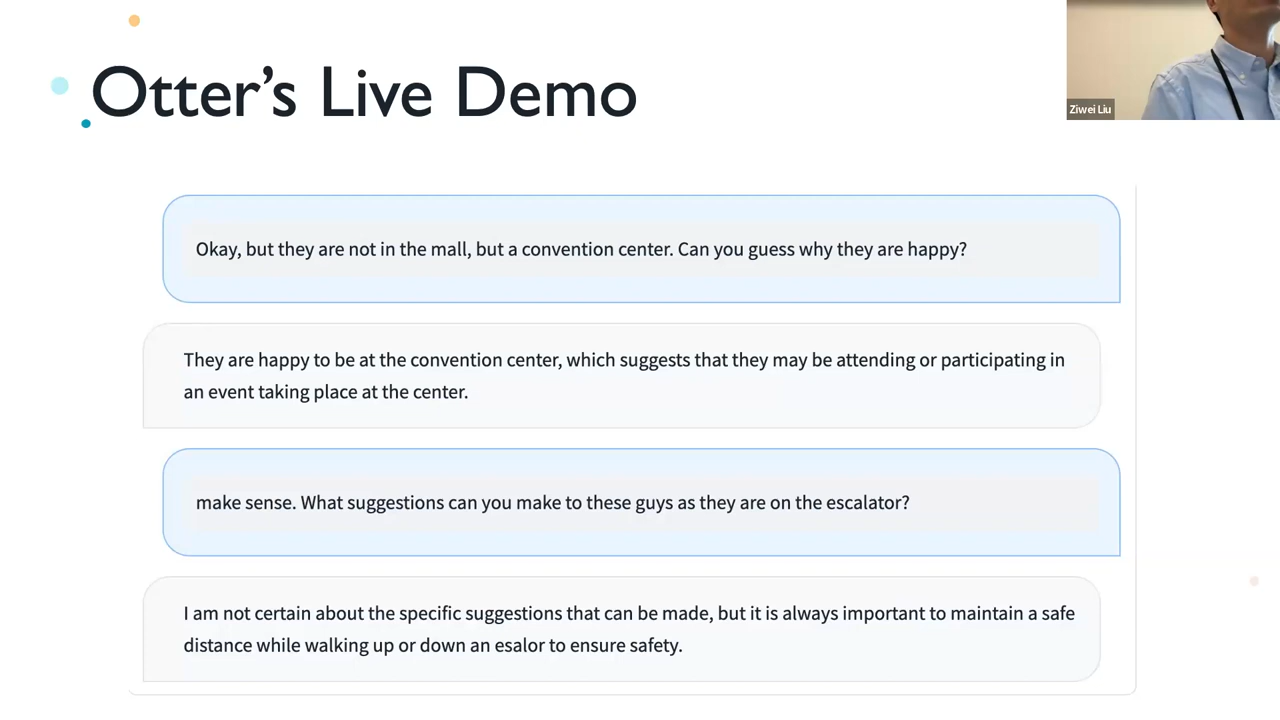 Otter’s Live Demo
Ziwei Liu
Okay, but they are not in the mall, but a convention center. Can you guess why they are happy?
They are happy to be at the convention center, which suggests that they may be attending or participating in
an event taking place at the center.
make sense. What suggestions can you make to these guys as they are on the escalator?
I am not certain about the specific suggestions that can be made, but it is always important to maintain a safe
distance while walking up or down an esalor to ensure safety.